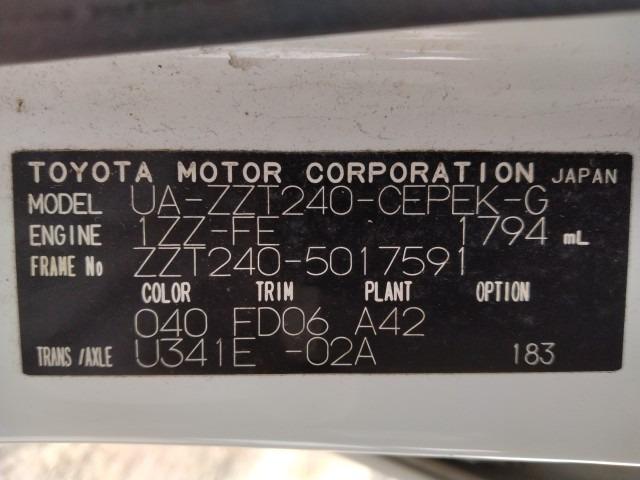 TOYOTA MOTOR CORPORATION JAPAN
MODEL UA-ZZT240-CEPEK-G
ENGINE 1ZZ-FE 1794 mL
FRAME No ZZT240-5017591
COLOR TRIM PLANT OPTION
040 FD06 A42
TRANS/AXLE U341E -02A 183